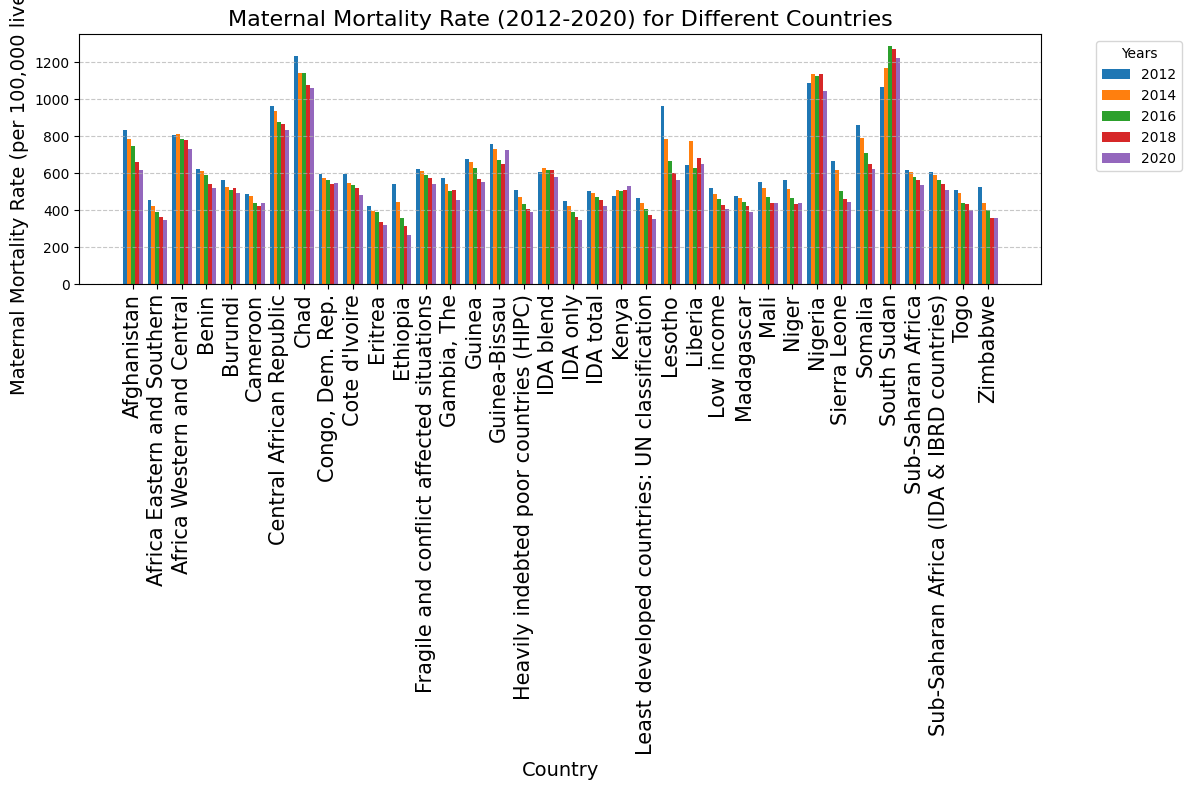 Maternal Mortality Rate (2012-2020) for Different Countries
Maternal Mortality Rate (per 100,000 live
1200
1000
800
600
400
200
0
Years
2012
2014
2016
2018
2020
Afghanistan
Africa Eastern and Southern
Africa Western and Central
Benin
Burundi
Cameroon
Central African Republic
Chad
Congo, Dem. Rep.
Cote d'Ivoire
Eritrea
Ethiopia
Fragile and conflict affected situations
Gambia, The
Guinea
Guinea-Bissau
Heavily indebted poor countries (HIPC)
IDA blend
IDA only
IDA total
Kenya
Least developed countries: UN classification
Lesotho
Liberia
Low income
Madagascar
Mali
Niger
Nigeria
Sierra Leone
Somalia
South Sudan
Sub-Saharan Africa
Sub-Saharan Africa (IDA & IBRD countries)
Togo
Zimbabwe
Country